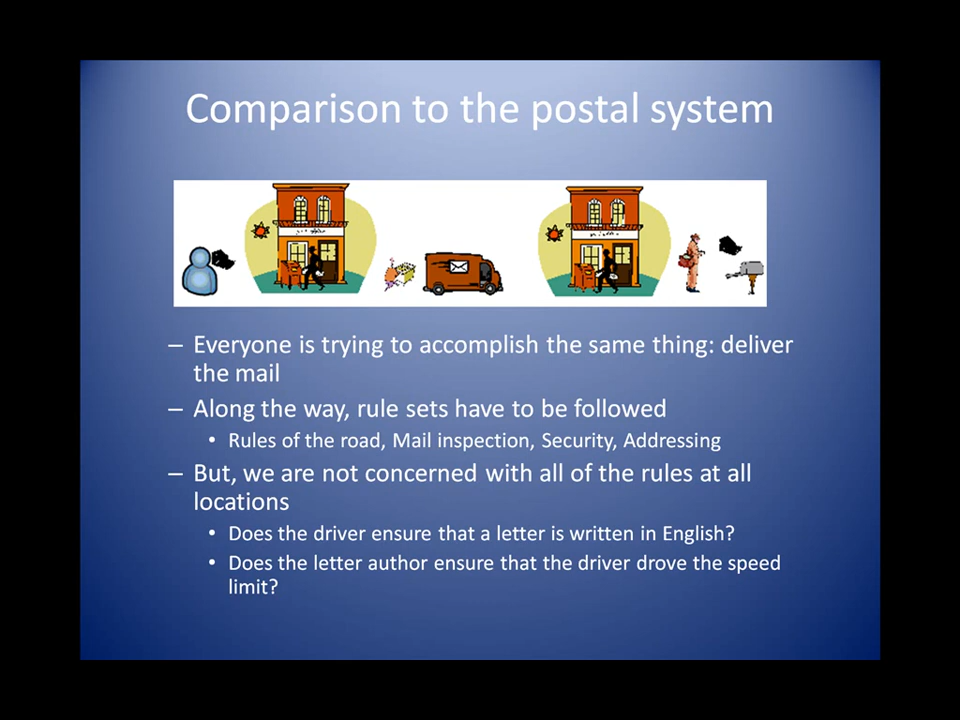 Comparison to the postal system
– Everyone is trying to accomplish the same thing: deliver
the mail
– Along the way, rule sets have to be followed
• Rules of the road, Mail inspection, Security, Addressing
– But, we are not concerned with all of the rules at all
locations
• Does the driver ensure that a letter is written in English?
• Does the letter author ensure that the driver drove the speed
limit?